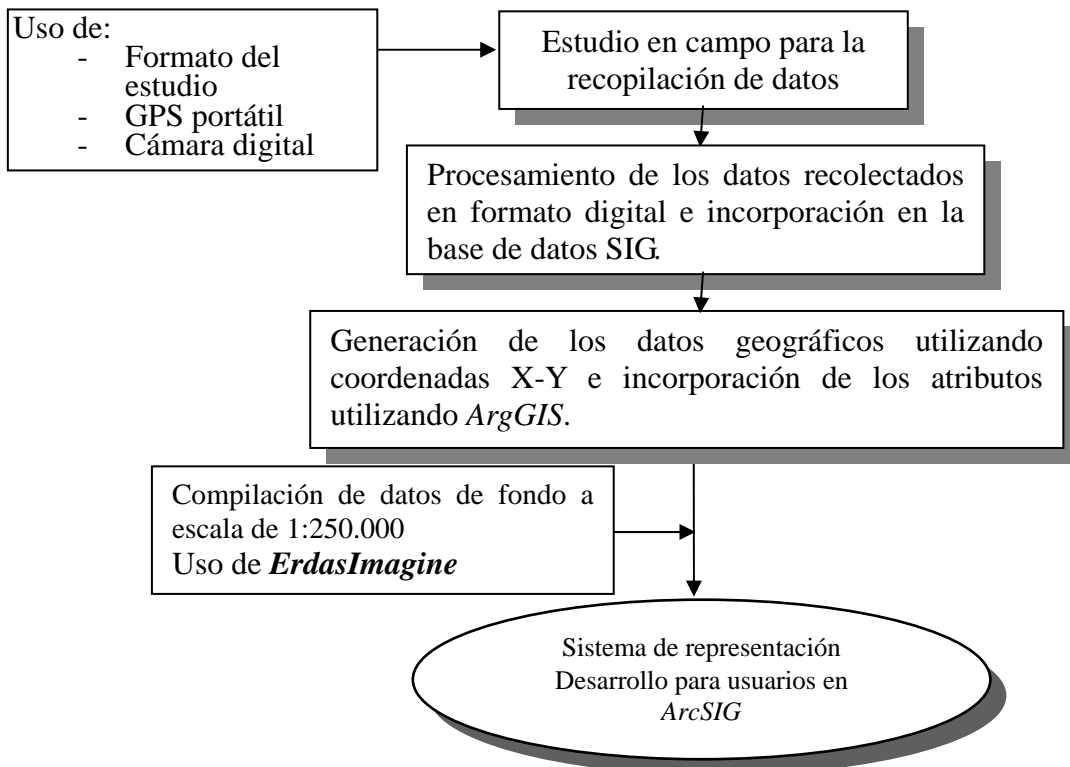 Uso de:
- Formato del
estudio
- GPS portátil
- Cámara digital
Estudio en campo para la
recopilación de datos
Procesamiento de los datos recolectados
en formato digital e incorporación en la
base de datos SIG.
Generación de los datos geográficos utilizando
coordenadas X-Y e incorporación de los atributos
utilizando ArgGIS.
Compilación de datos de fondo a
escala de 1:250.000
Uso de ErdasImagine
Sistema de representación
Desarrollo para usuarios en
ArcSIG